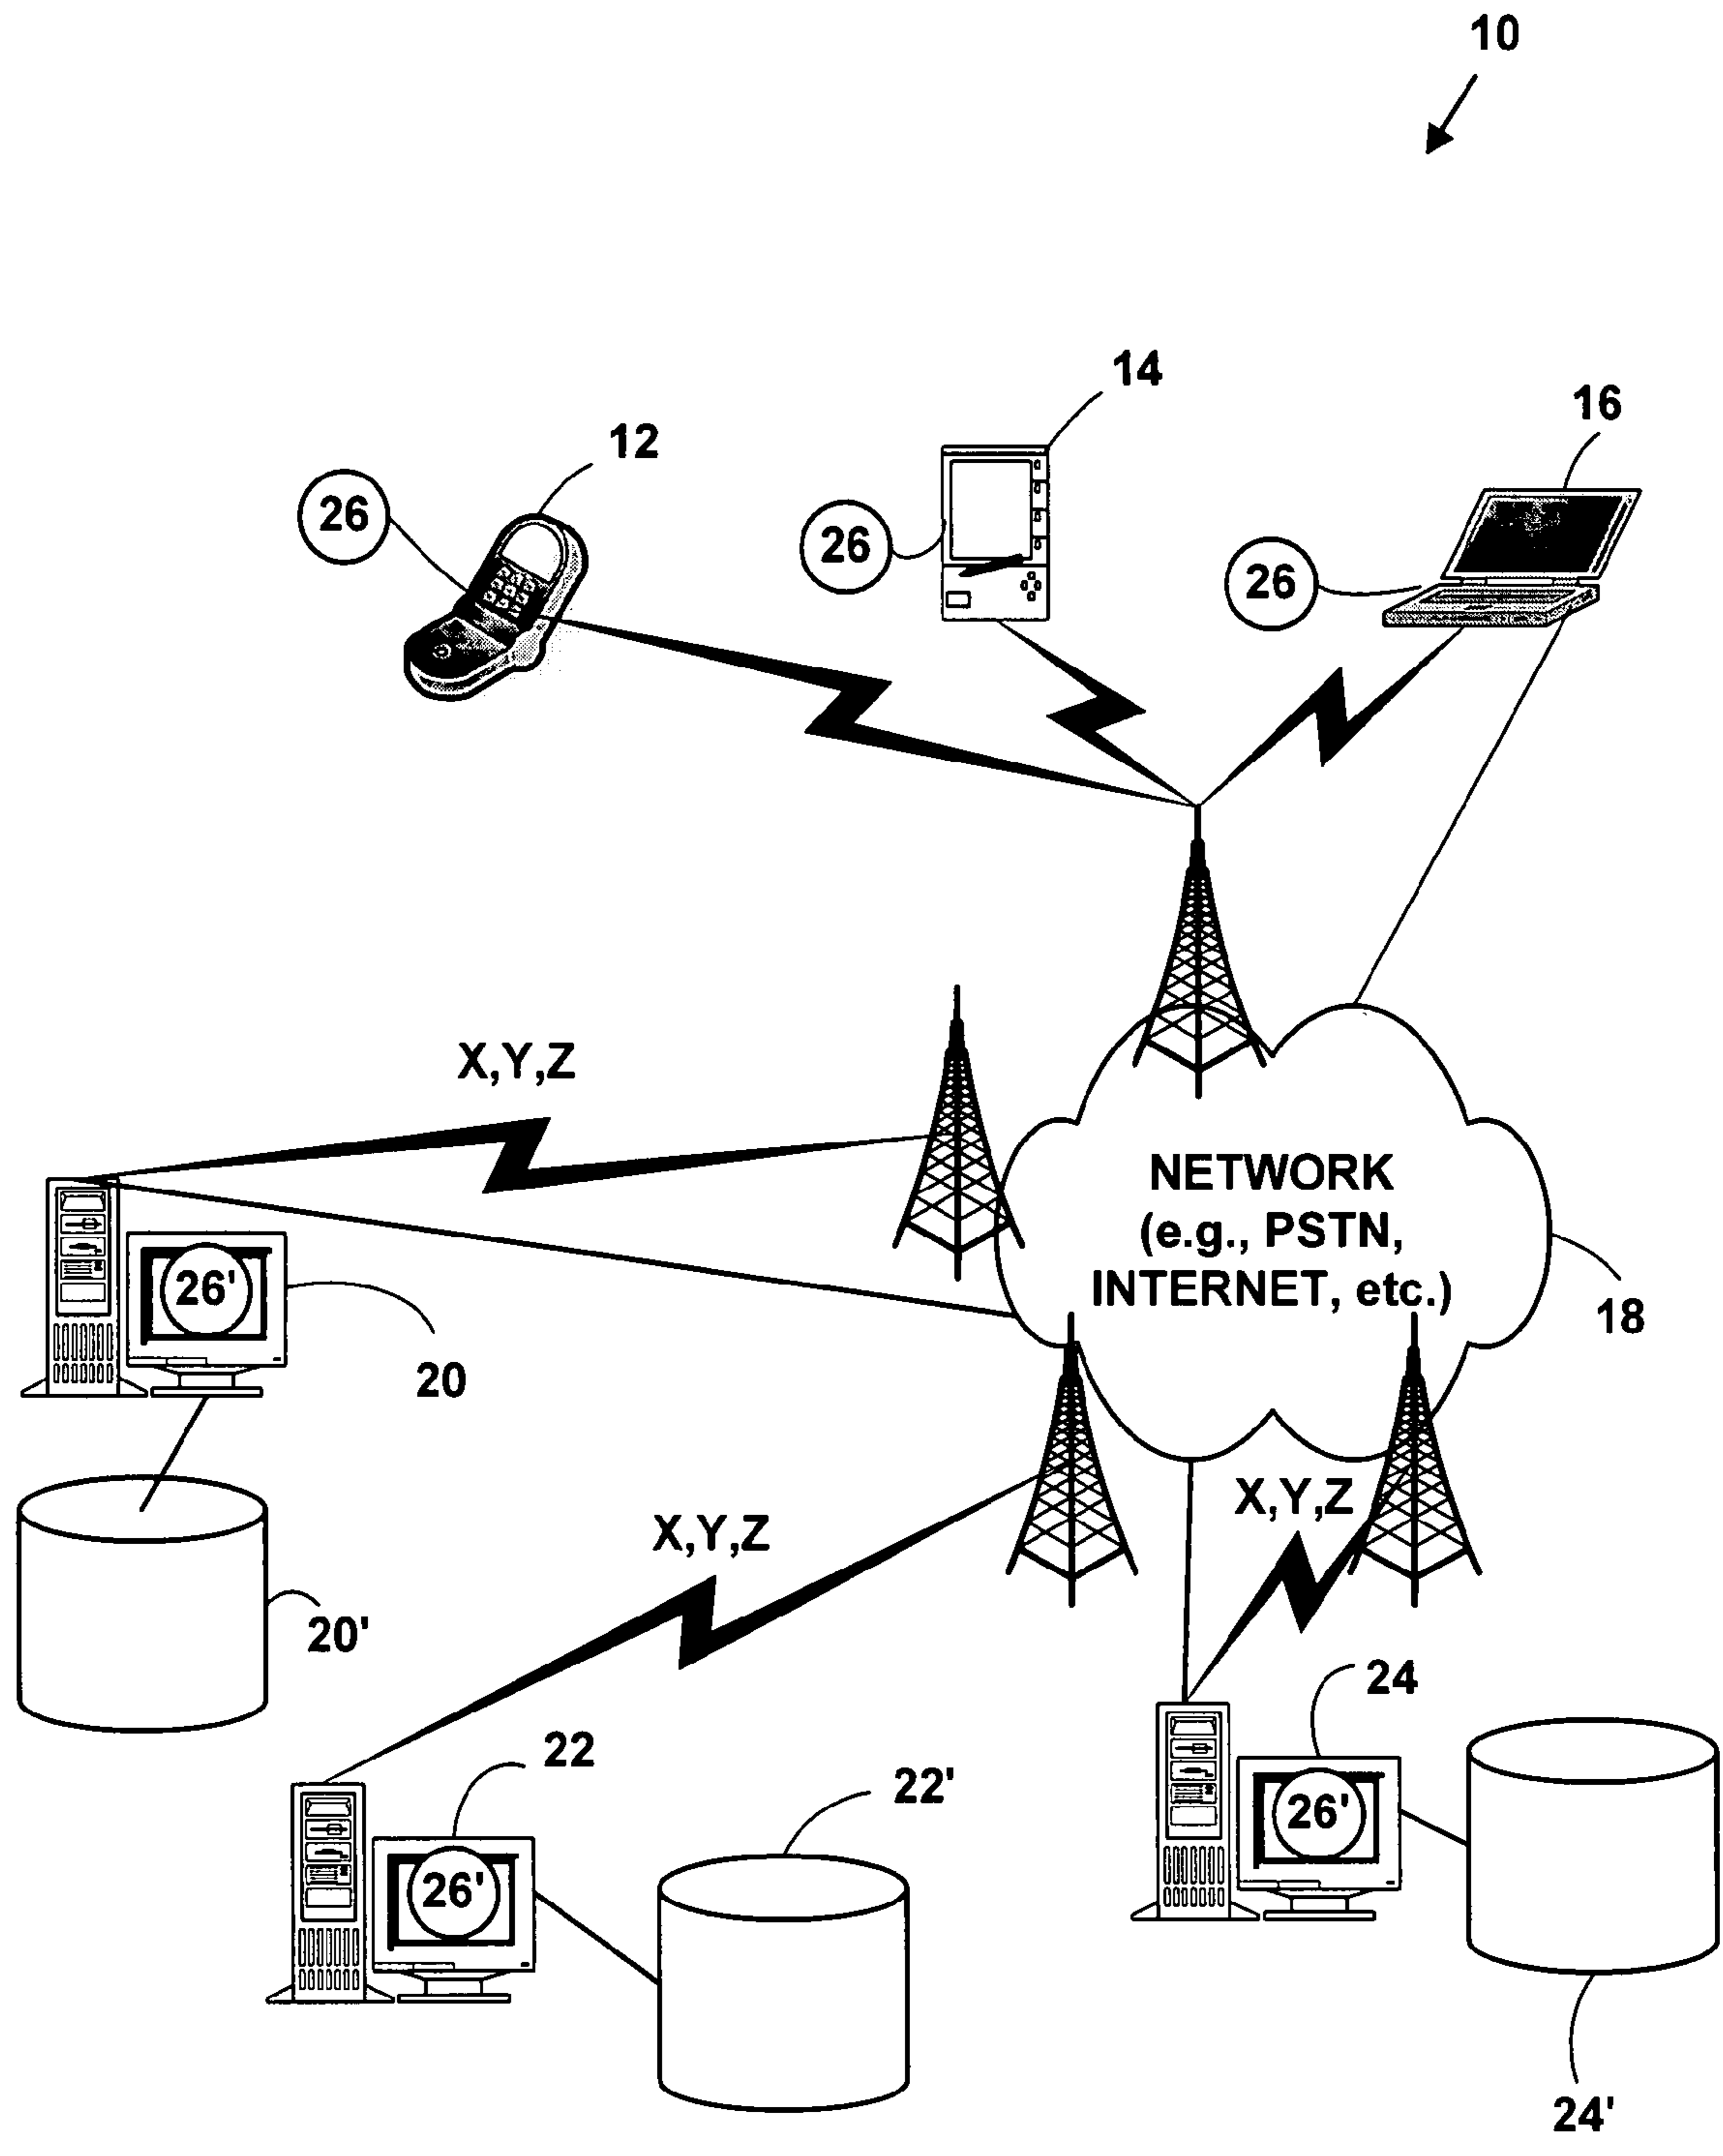 10
14
16
12
26
26
26
X,Y,Z
NETWORK
(e.g., PSTN,
INTERNET, etc.)
26'
18
20
X,Y,Z
X,Y,Z
20'
24
22
22'
26'
26'
24'